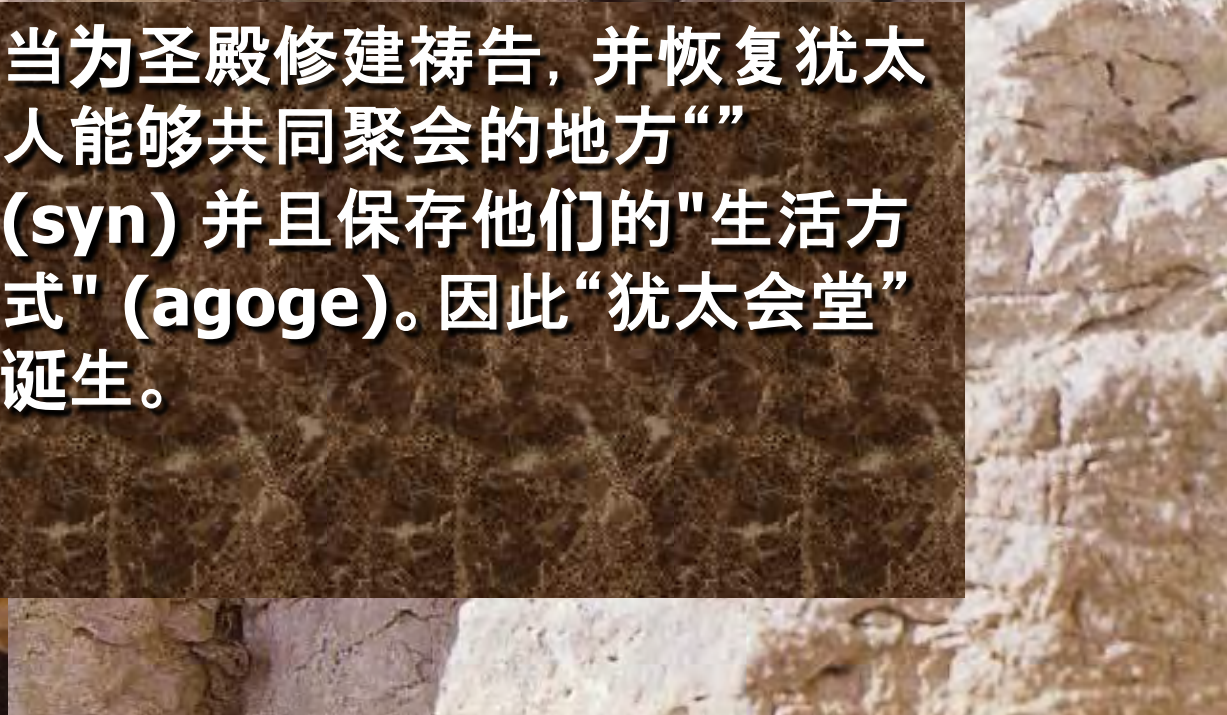 当为圣殿修建祷告，并恢复犹太
人能够共同聚会的地方“”
(syn) 并且保存他们的"生活方
式" (agoge)。因此“犹太会堂”
诞生。